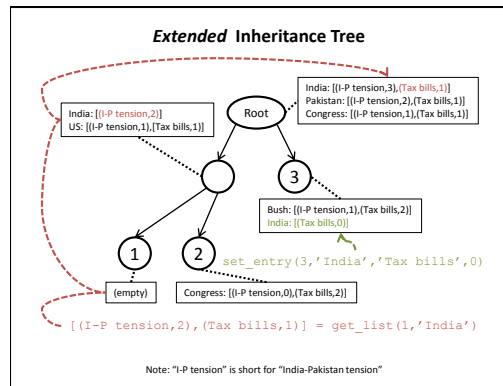 Extended Inheritance Tree
India: [(I-P tension,3),(Tax bills,1)]
Pakistan: [(I-P tension,2),(Tax bills,1)]
Congress: [(I-P tension,1),(Tax bills,1)]
India: [(I-P tension,2)]
US: [(I-P tension,1),[Tax bills,1)]
Root
3
Bush: [(I-P tension,1),(Tax bills,2)]
India: [(Tax bills,0)]
1
2
set_entry(3,'India','Tax bills',0)
(empty)
Congress: [(I-P tension,0),(Tax bills,2)]
[(I-P tension,2),(Tax bills,1)] = get_list(1,'India')
Note: "I-P tension" is short for "India-Pakistan tension"